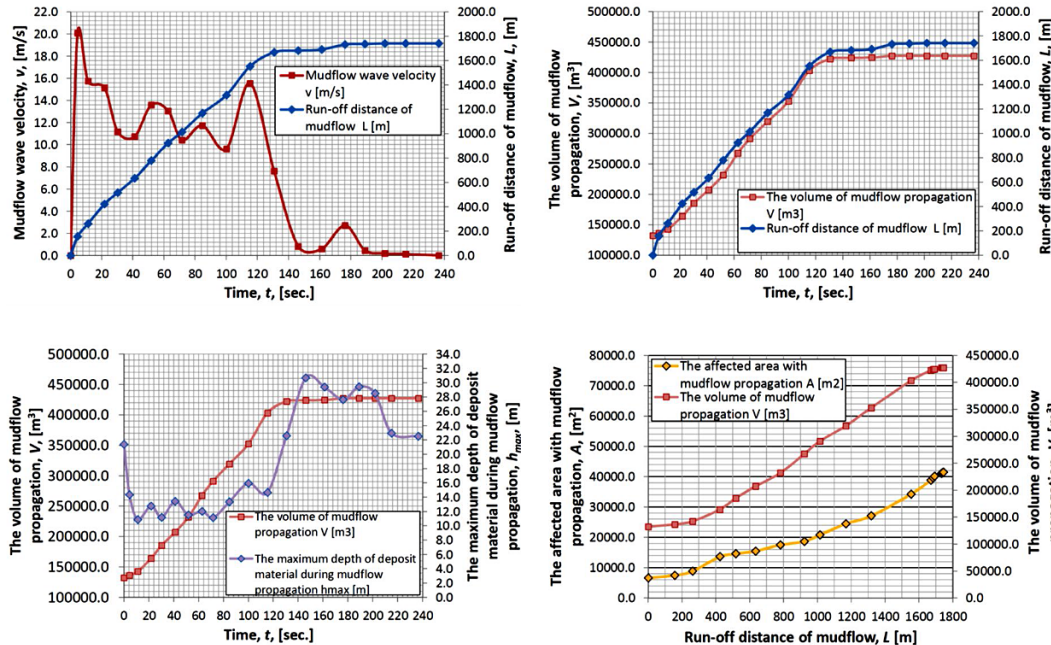 Mudflow wave velocity, v, [m/s]
22.0
20.0
18.0
16.0
14.0
12.0
10.0
8.0
6.0
4.0
2.0
0.0
Mudflow wave velocity
v [m/s]
Run-off distance of
mudflow L [m]
2000.0
1800.0
1600.0
1400.0
1200.0
1000.0
800.0
600.0
400.0
200.0
0.0
Run-off distance of mudflow, L, [m]
0 20 40 60 80 100 120 140 160 180 200 220 240
Time, t, [sec.]
The volume of mudflow
propagation, V, [m³]
500000.0
450000.0
400000.0
350000.0
300000.0
250000.0
200000.0
150000.0
100000.0
The volume of mudflow propagation
V [m3]
Run-off distance of mudflow L [m]
2000.0
1800.0
1600.0
1400.0
1200.0
1000.0
800.0
600.0
400.0
200.0
0.0
Run-off distance of mudflow, L, [m]
0 20 40 60 80 100 120 140 160 180 200 220 240
Time, t, [sec.]
The volume of mudflow
propagation, V, [m³]
500000.0
450000.0
400000.0
350000.0
300000.0
250000.0
200000.0
150000.0
100000.0
The volume of mudflow
propagation V [m3]
The maximum depth of deposit
material during mudflow
propagation hmax [m]
34.0
32.0
30.0
28.0
26.0
24.0
22.0
20.0
18.0
16.0
14.0
12.0
10.0
8.0
6.0
4.0
2.0
0.0
The maximum depth of deposit
material during mudflow
propagation, hmax, [m]
0 20 40 60 80 100 120 140 160 180 200 220 240
Time, t, [sec.]
The affected area with mudflow
propagation, A, [m²]
80000.0
70000.0
60000.0
50000.0
40000.0
30000.0
20000.0
10000.0
0.0
The affected area with
mudflow propagation A [m2]
The volume of mudflow
propagation V [m3]
450000.0
400000.0
350000.0
300000.0
250000.0
200000.0
150000.0
100000.0
50000.0
0.0
The volume of mudflow
0 200 400 600 800 1000 1200 1400 1600 1800
Run-off distance of mudflow, L [m]